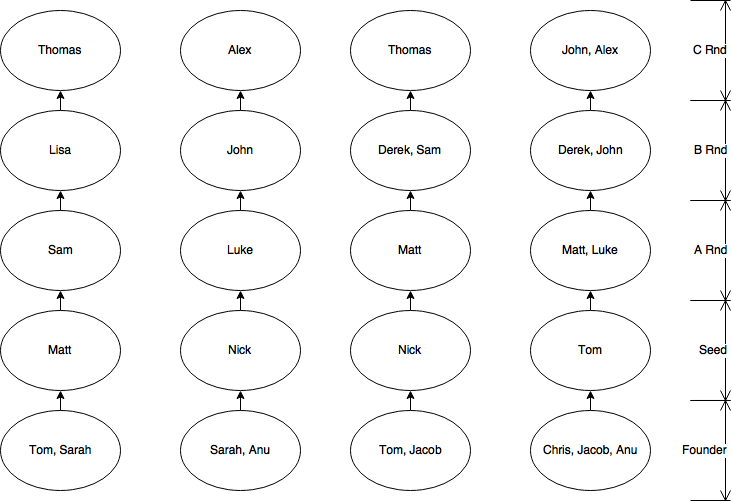 Thomas
Alex
Thomas
John, Alex
C Rnd
Lisa
John
Derek, Sam
Derek, John
B Rnd
Sam
Luke
Matt
Matt, Luke
A Rnd
Matt
Nick
Nick
Tom
Seed
Tom, Sarah
Sarah, Anu
Tom, Jacob
Chris, Jacob, Anu
Founder